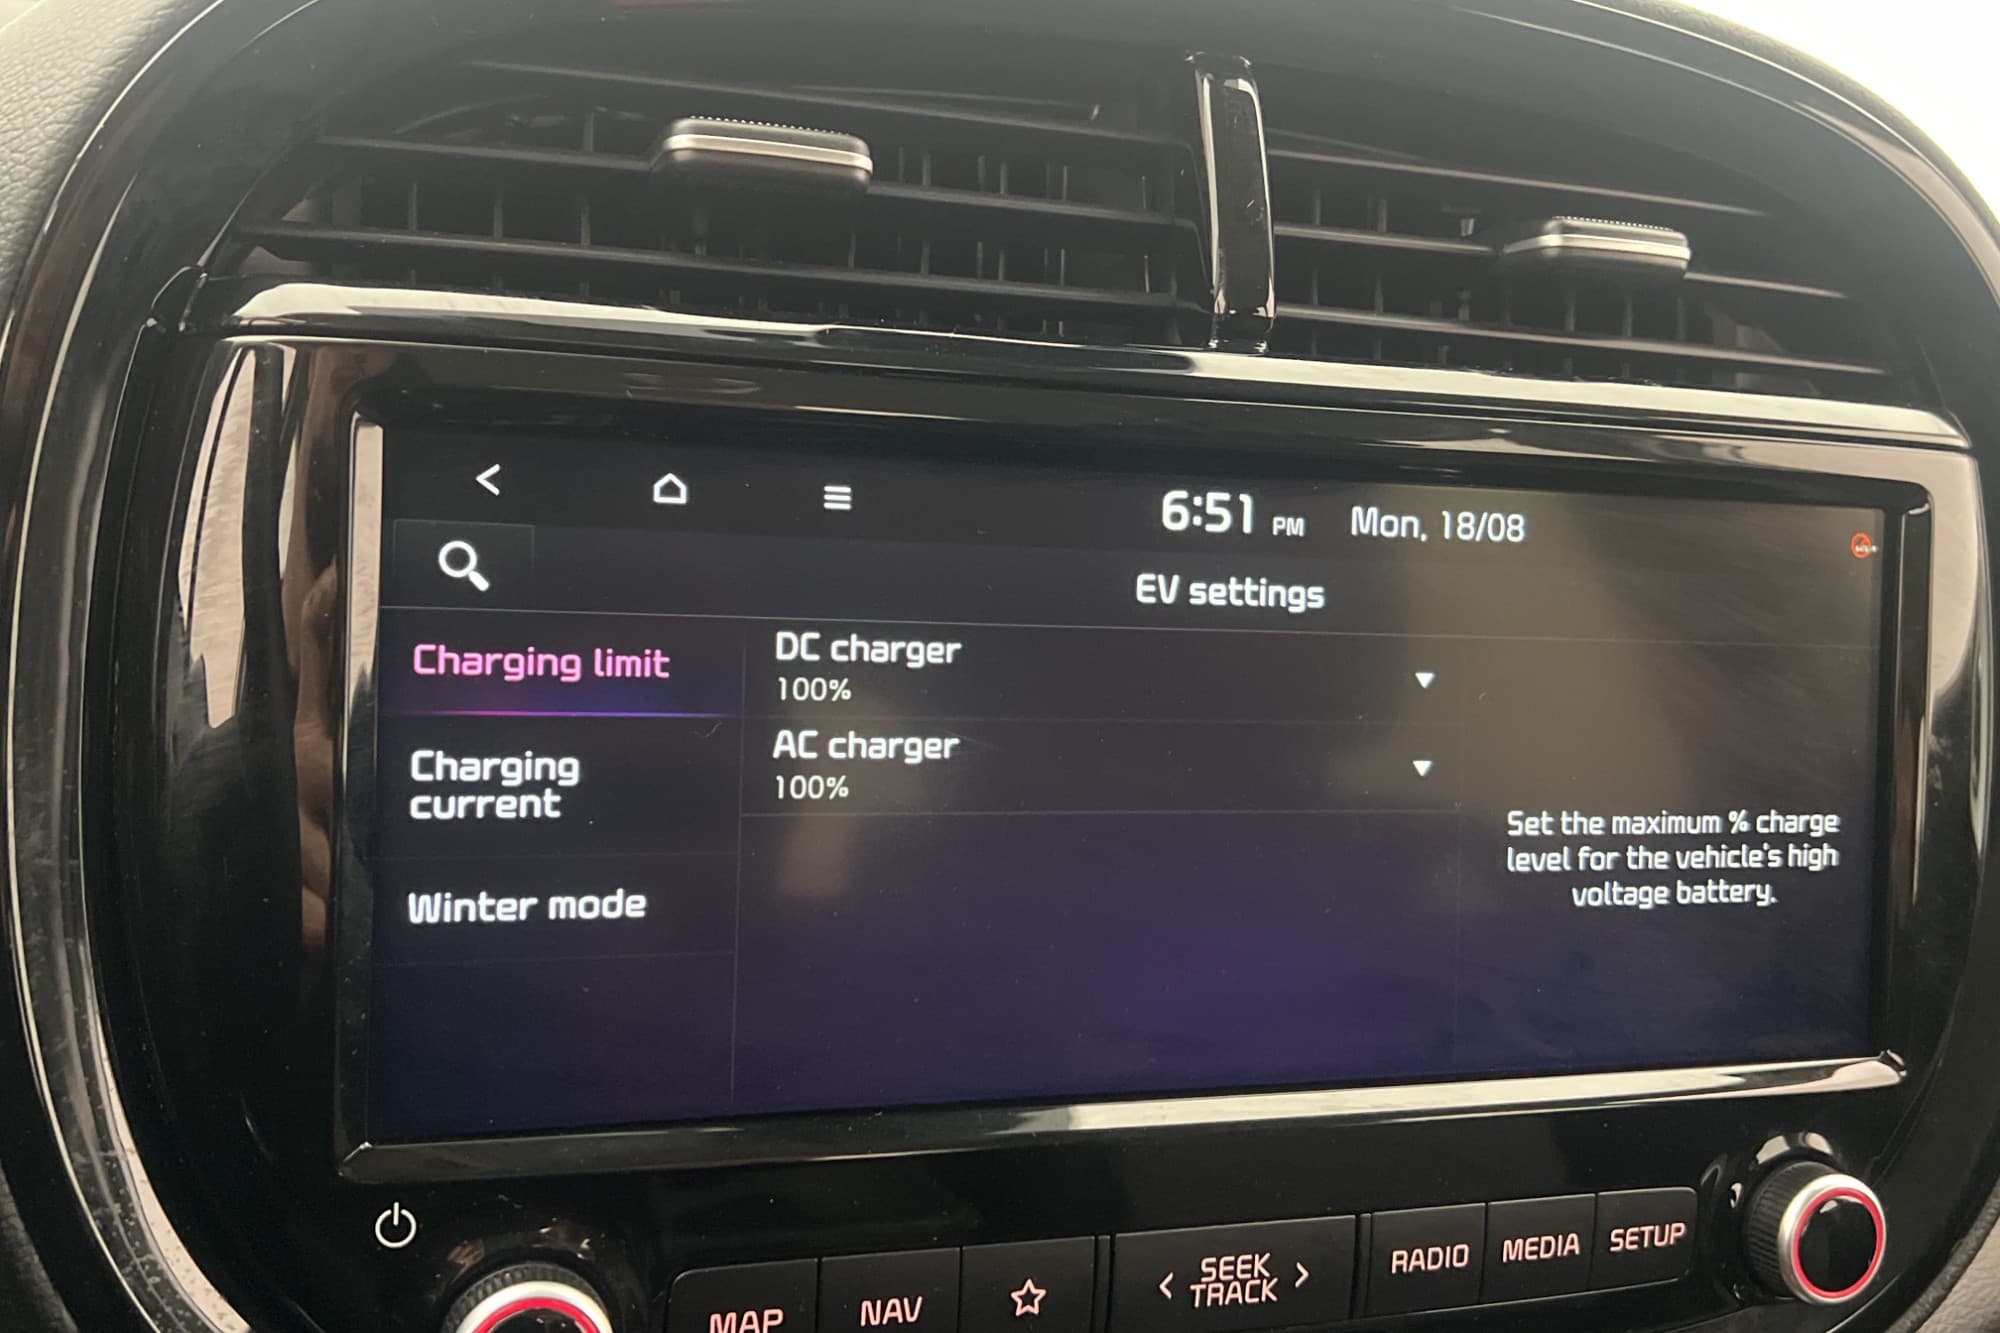 6:51 PM Mon, 18/08
EV settings
Charging limit
DC charger
100%
Charging
current
AC charger
100%
Winter mode
Set the maximum % charge
level for the vehicle's high
voltage battery.
MAP
NAV
SEEK
TRACK
RADIO
MEDIA
SETUP